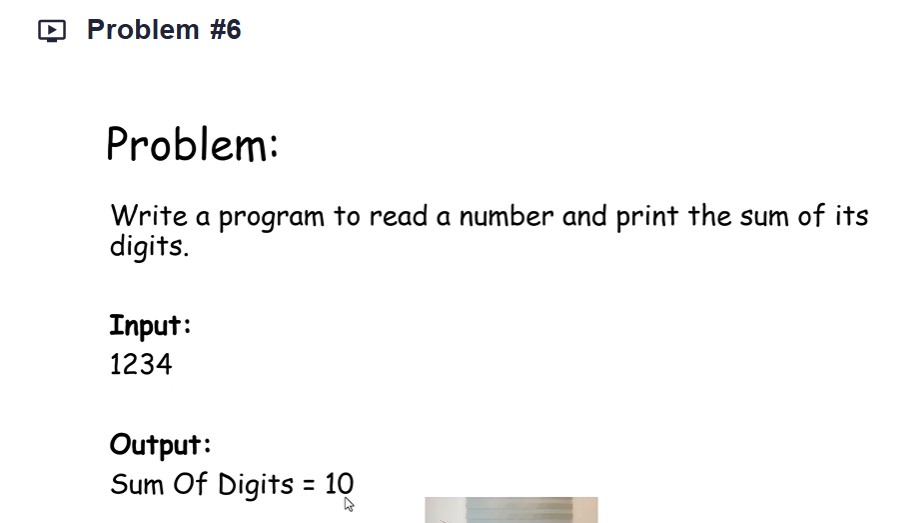 Problem #6
Problem:
Write a program to read a number and print the sum of its
digits.
Input:
1234
Output:
Sum Of Digits = 10